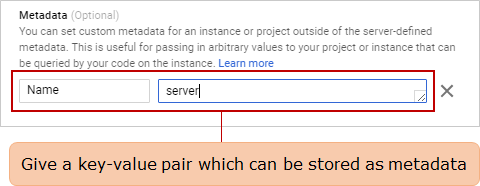 Metadata (Optional)
You can set custom metadata for an instance or project outside of the server-defined
metadata. This is useful for passing in arbitrary values to your project or instance that can
be queried by your code on the instance. Learn more
Name server
Give a key-value pair which can be stored as metadata